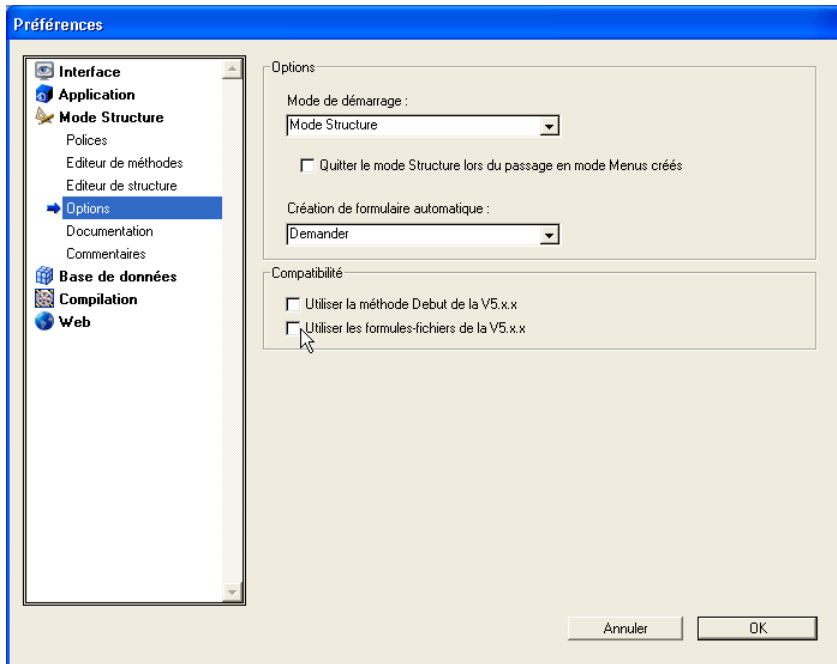 Préférences
Interface
Application
Mode Structure
Polices
Editeur de méthodes
Editeur de structure
Options
Documentation
Commentaires
Base de données
Compilation
Web
Options
Mode de démarrage :
Mode Structure
Quitter le mode Structure lors du passage en mode Menus créés
Création de formulaire automatique :
Demander
Compatibilité
Utiliser la méthode Debut de la V5.x.x
Utiliser les formules-fichiers de la V5.x.x
Annuler
OK